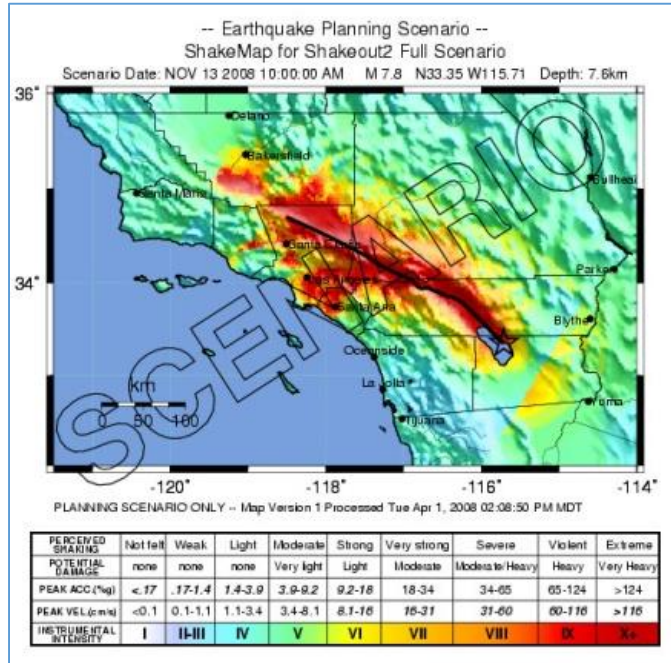 -- Earthquake Planning Scenario --
ShakeMap for Shakeout2 Full Scenario
Scenario Date: NOV 13 2008 10:00:00 AM M 7.8 N33.35 W115.71 Depth: 7.6km
36°
Delano
Bakersfield
Santa Maria
Bullhea
SCENARIO
34°
Parker
Santa Ana
Blythe
Oceanside
La Jolla
Yuma
Tijuana
km
0 50 100
-120° -118° -116° -114°
PLANNING SCENARIO ONLY -- Map Version 1 Processed Tue Apr 1, 2008 02:08:50 PM MDT
PERCEIVED SHAKING Not felt Weak Light Moderate Strong Very strong Severe Violent Extreme
POTENTIAL DAMAGE none none none Very light Light Moderate Moderate/Heavy Heavy Very Heavy
PEAK ACC.(%g) <.17 .17-1.4 1.4-3.9 3.9-9.2 9.2-18 18-34 34-65 65-124 >124
PEAK VEL.(cm/s) <0.1 0.1-1.1 1.1-3.4 3.4-8.1 8.1-16 16-31 31-60 60-116 >116
INSTRUMENTAL INTENSITY I II-III IV V VI VII VIII IX X+